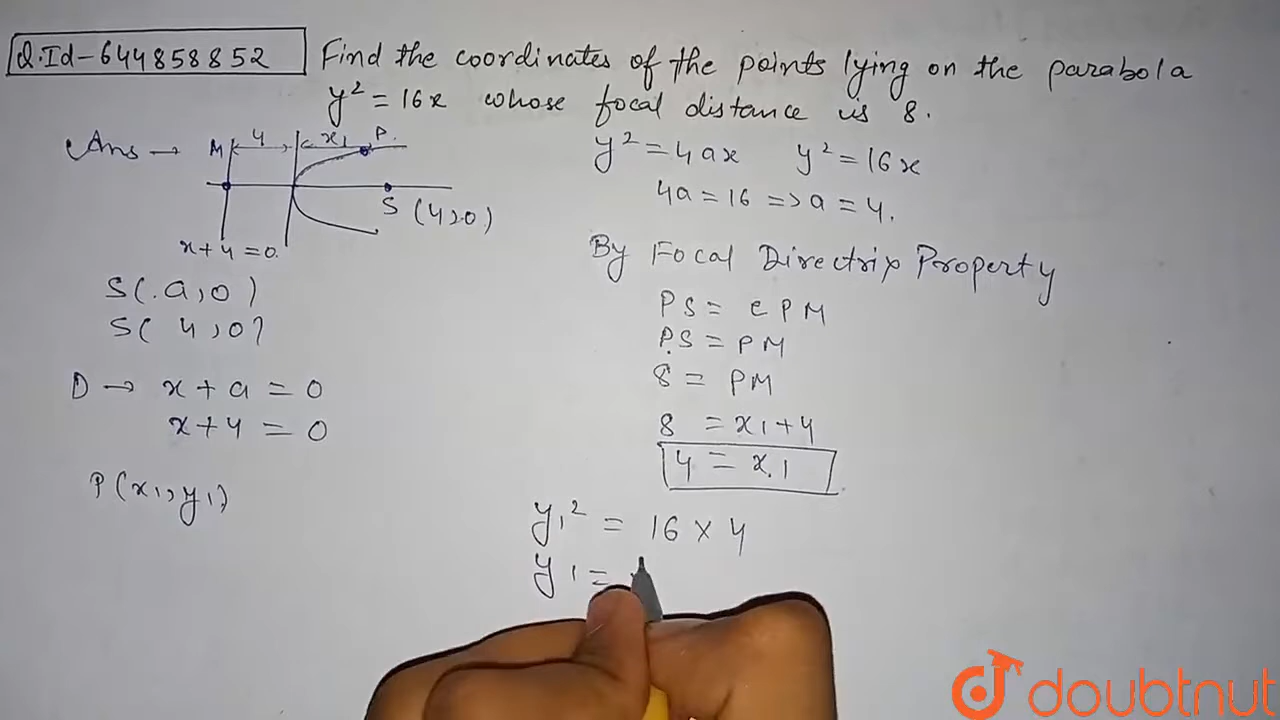 Q.Id-644858852 Find the coordinates of the points lying on the parabola
y² = 16x whose focal distance is 8.
Ans →
M 4 x₁ P.
S (4,0)
x+4=0.
S(.a,0)
S(4,0)
D → x+a=0
x+4=0
P(x₁,y₁)
y² = 4ax y² = 16x
4a = 16 => a = 4.
By Focal Directrix Property
PS = e PM
PS = PM
8 = PM
8 = x₁+4
4 = x₁
y₁² = 16 × 4
y₁ =
doubtnut